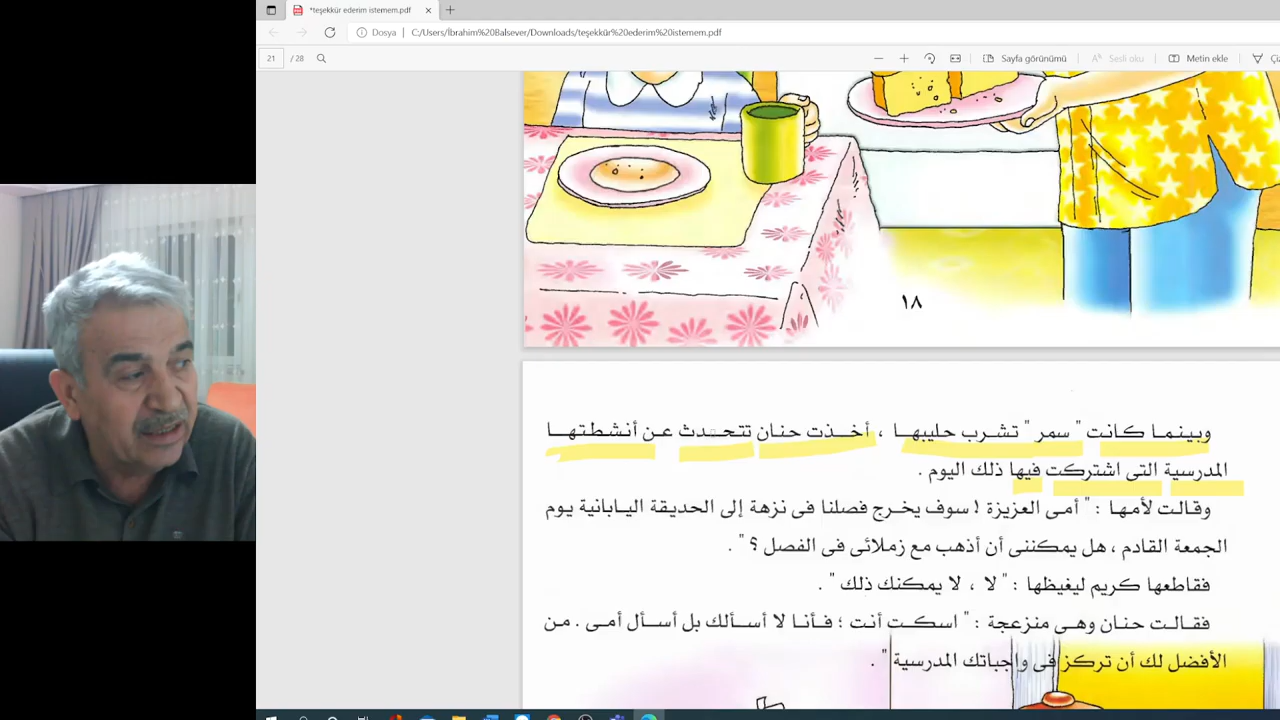 *teşekkür ederim istemem.pdf
Dosya C:/Users/İbrahim%20Balsever/Downloads/teşekkür%20ederim%20istemem.pdf
21 / 28 Sayfa görünümü Sesli oku Metin ekle
١٨
وبينما كانت " سمر " تشرب حليبها ، أخذت حنان تتحدث عن أنشطتها
المدرسية التى اشتركت فيها ذلك اليوم .
وقالت لأمها : " أمى العزيزة ! سوف يخرج فصلنا فى نزهة إلى الحديقة اليابانية يوم
الجمعة القادم ، هل يمكننى أن أذهب مع زملائى فى الفصل ؟ " .
فقاطعها كريم ليغيظها : " لا ، لا يمكنك ذلك " .
فقالت حنان وهى منزعجة : " اسكت أنت ؛ فأنا لا أسألك بل أسأل أمى . من
الأفضل لك أن تركز فى واجباتك المدرسية " .